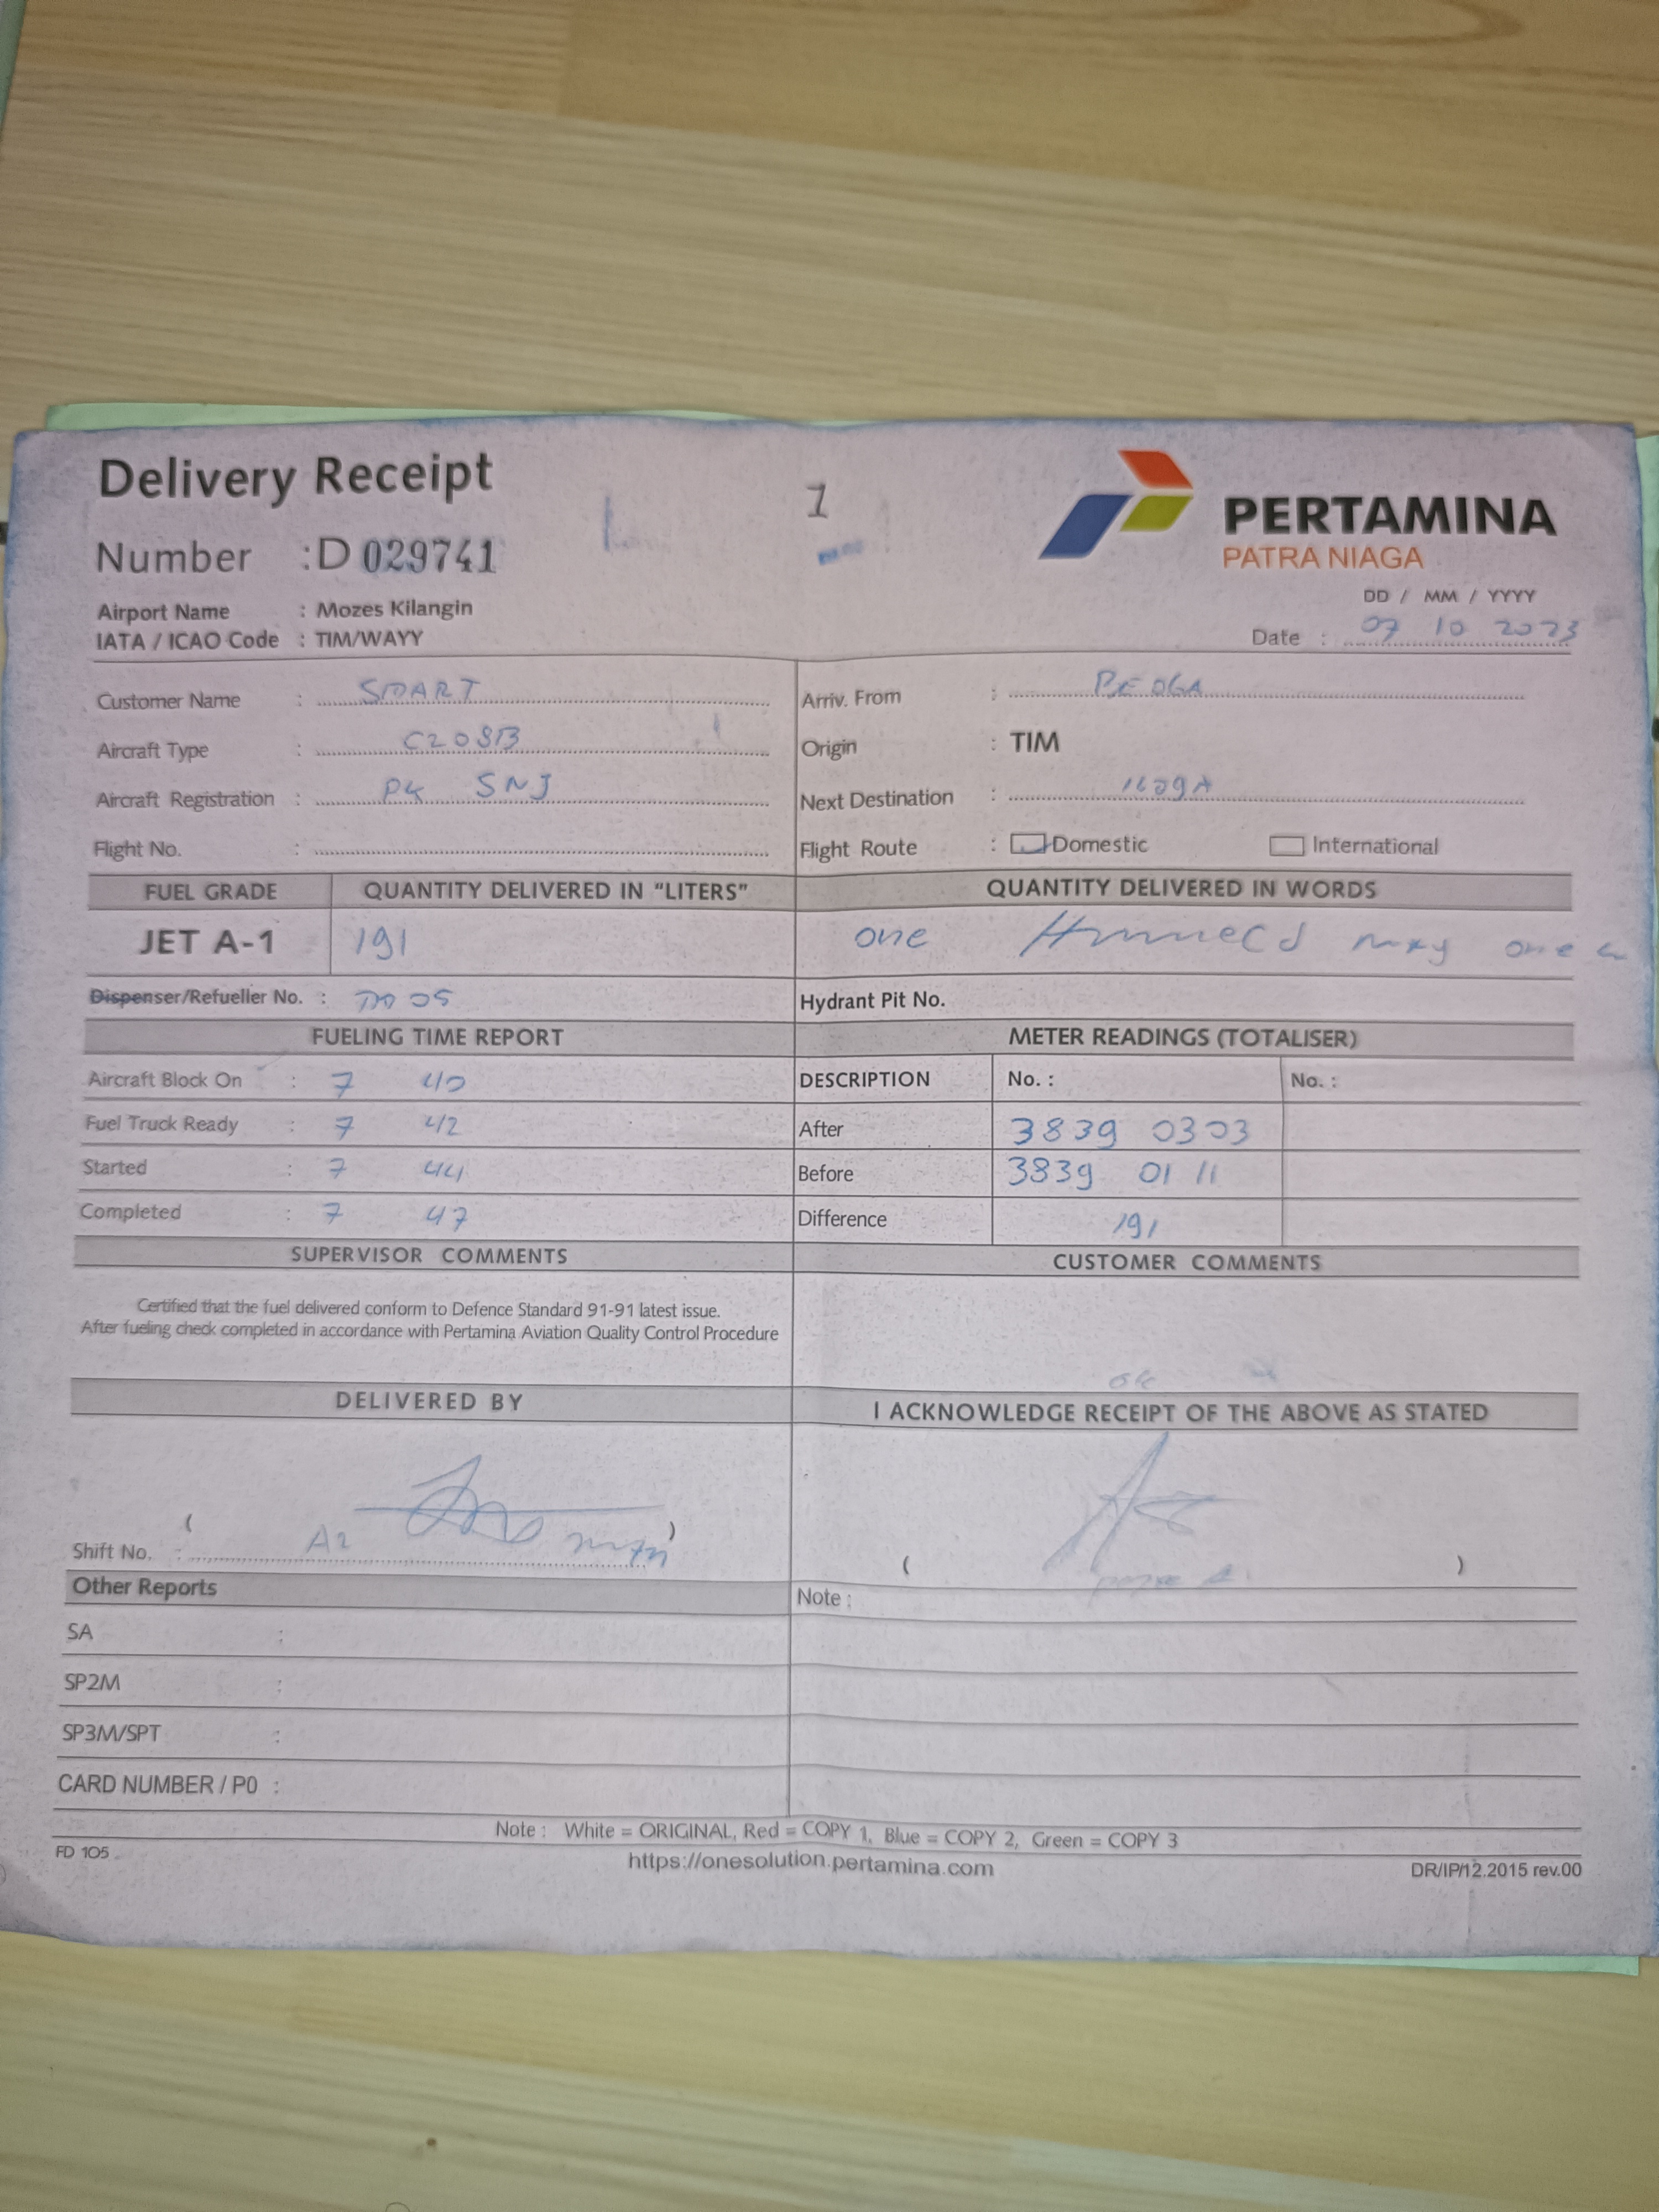 Delivery Receipt
1
PERTAMINA
PATRA NIAGA
Number : D 029741
Airport Name : Mozes Kilangin
IATA / ICAO Code : TIM/WAYY
DD / MM / YYYY
Date : 07 10 2023
Customer Name : SMART
Arriv. From : BEOGA
Aircraft Type : C208B
Origin : TIM
Aircraft Registration : PK SNJ
Next Destination :
Flight No. :
Flight Route : Domestic International
FUEL GRADE QUANTITY DELIVERED IN "LITERS" QUANTITY DELIVERED IN WORDS
JET A-1 191 one one
Dispenser/Refueller No. : 05
Hydrant Pit No.
FUELING TIME REPORT METER READINGS (TOTALISER)
Aircraft Block On : 7 40
DESCRIPTION No. : No. :
Fuel Truck Ready : 7 42
After 3839 0303
Started : 7 44
Before 3839 01 11
Completed : 7 47
Difference 191
SUPERVISOR COMMENTS CUSTOMER COMMENTS
Certified that the fuel delivered conform to Defence Standard 91-91 latest issue.
After fueling check completed in accordance with Pertamina Aviation Quality Control Procedure
ok
DELIVERED BY I ACKNOWLEDGE RECEIPT OF THE ABOVE AS STATED
( )
Shift No. : A2
( )
Other Reports
Note :
SA :
SP2M :
SP3M/SPT :
CARD NUMBER / P0 :
Note : White = ORIGINAL, Red = COPY 1, Blue = COPY 2, Green = COPY 3
FD 105
https://onesolution.pertamina.com
DR/IP/12.2015 rev.00